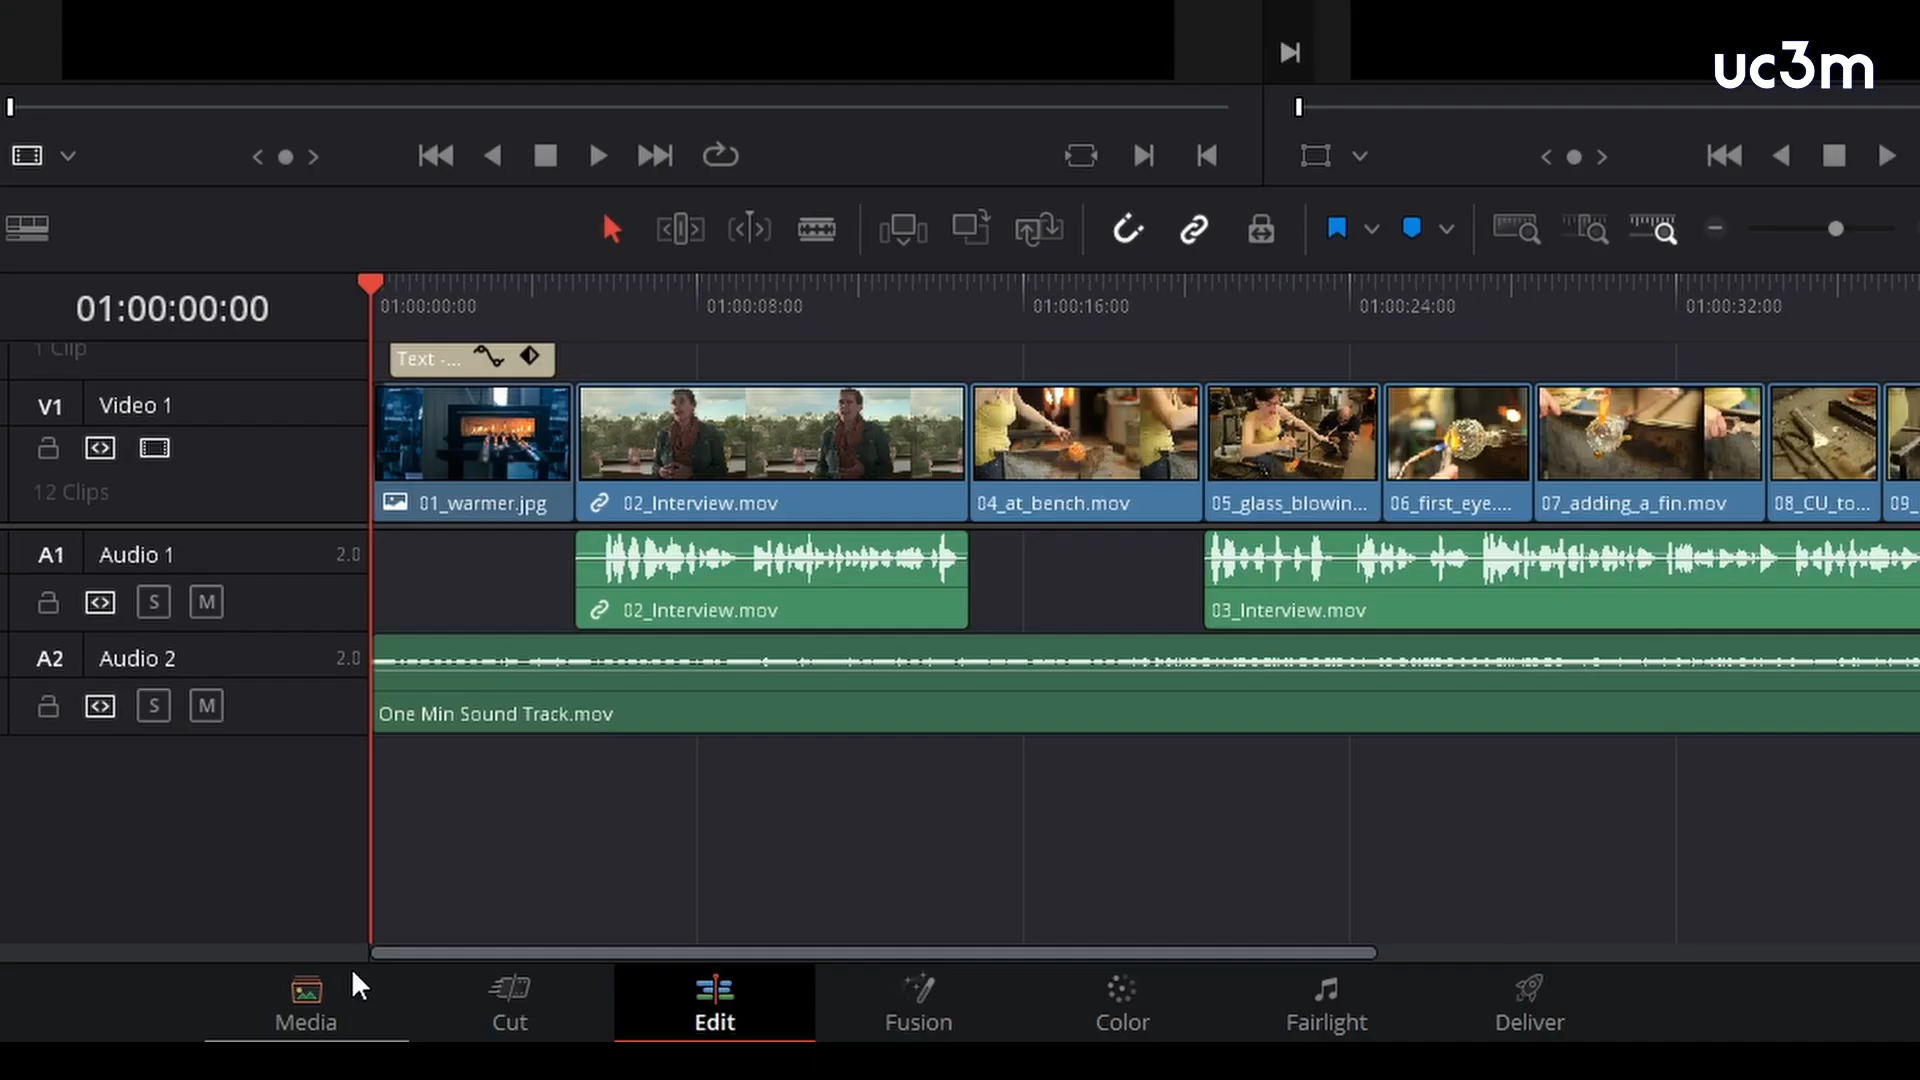 uc3m
01:00:00:00
01:00:00:00
01:00:08:00
01:00:16:00
01:00:24:00
01:00:32:00
1 Clip
Text -...
V1 Video 1
12 Clips
01_warmer.jpg
02_Interview.mov
04_at_bench.mov
05_glass_blowin...
06_first_eye....
07_adding_a_fin.mov
08_CU_to...
09_
A1 Audio 1 2.0
S M
02_Interview.mov
03_Interview.mov
A2 Audio 2 2.0
S M
One Min Sound Track.mov
Media
Cut
Edit
Fusion
Color
Fairlight
Deliver